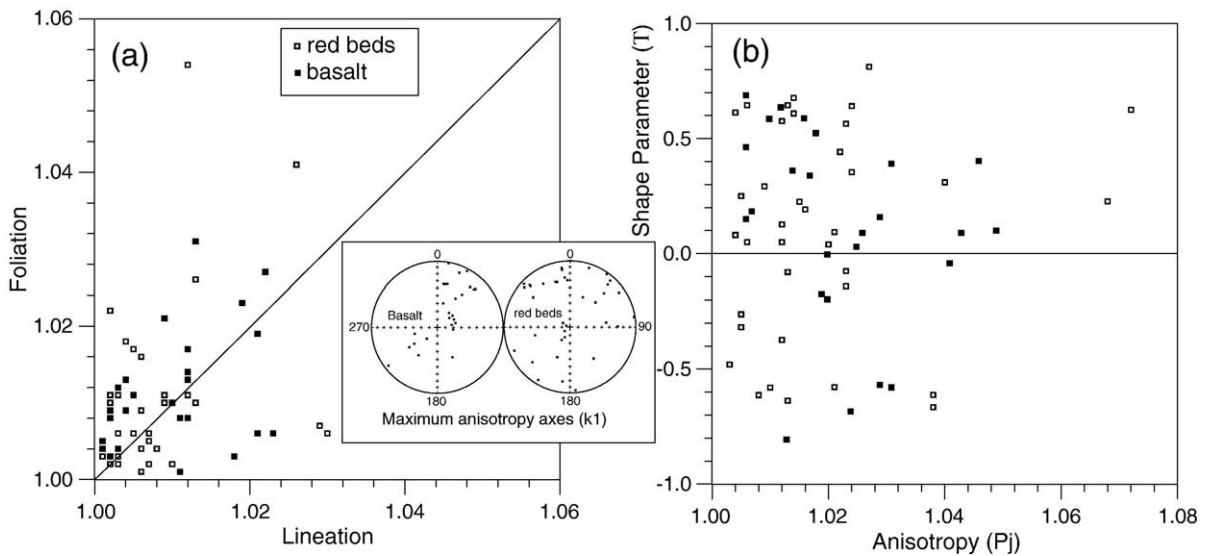 1.06
1.04
1.02
1.00
Foliation
(a)
red beds
basalt
1.00
1.02
1.04
1.06
Lineation
0
0
270
Basalt
red beds
90
180
180
Maximum anisotropy axes (k1)
1.0
0.5
0.0
-0.5
-1.0
Shape Parameter (T)
(b)
1.00
1.02
1.04
1.06
1.08
Anisotropy (Pj)